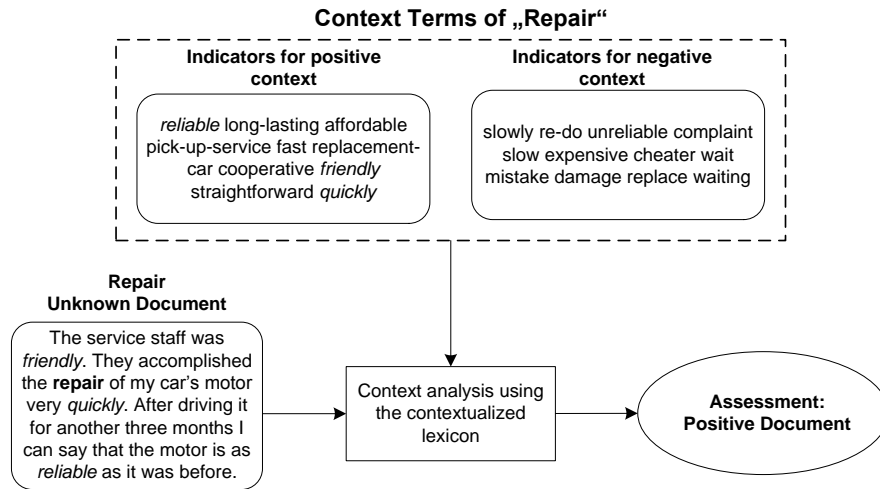 Context Terms of „Repair“
Indicators for positive
context
reliable long-lasting affordable
pick-up-service fast replacement-
car cooperative friendly
straightforward quickly
Indicators for negative
context
slowly re-do unreliable complaint
slow expensive cheater wait
mistake damage replace waiting
Repair
Unknown Document
The service staff was
friendly. They accomplished
the repair of my car's motor
very quickly. After driving it
for another three months I
can say that the motor is as
reliable as it was before.
Context analysis using
the contextualized
lexicon
Assessment:
Positive Document